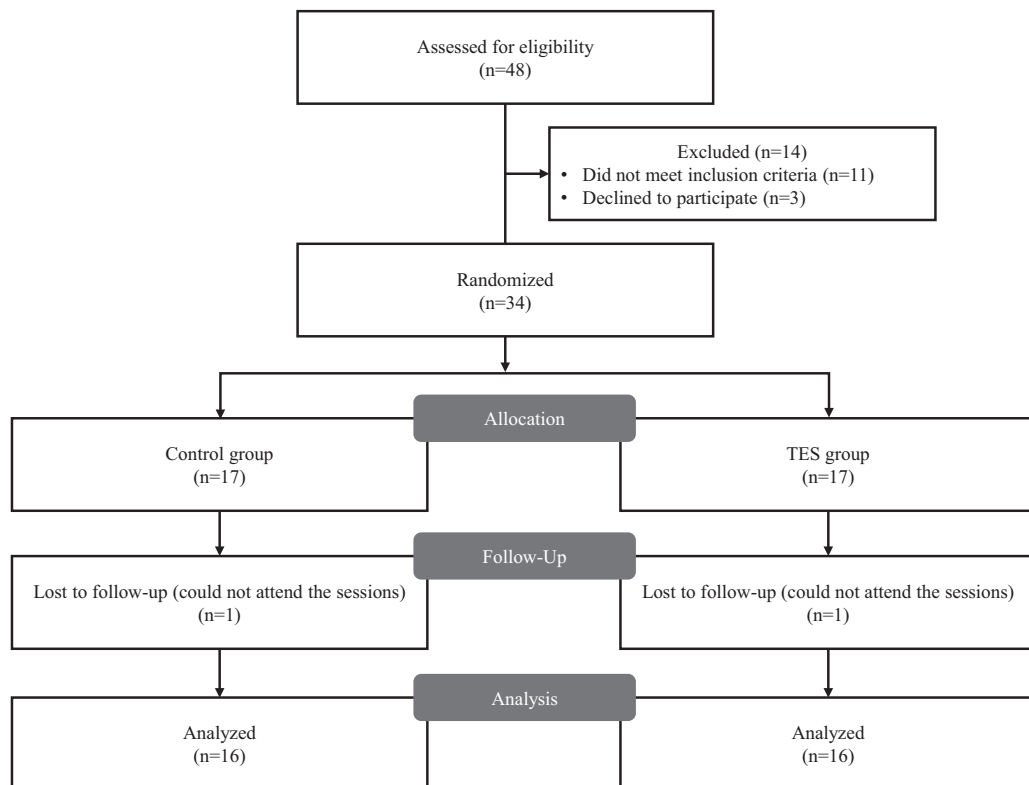 Assessed for eligibility
(n=48)
Excluded (n=14)
• Did not meet inclusion criteria (n=11)
• Declined to participate (n=3)
Randomized
(n=34)
Allocation
Control group
(n=17)
TES group
(n=17)
Follow-Up
Lost to follow-up (could not attend the sessions)
(n=1)
Lost to follow-up (could not attend the sessions)
(n=1)
Analysis
Analyzed
(n=16)
Analyzed
(n=16)